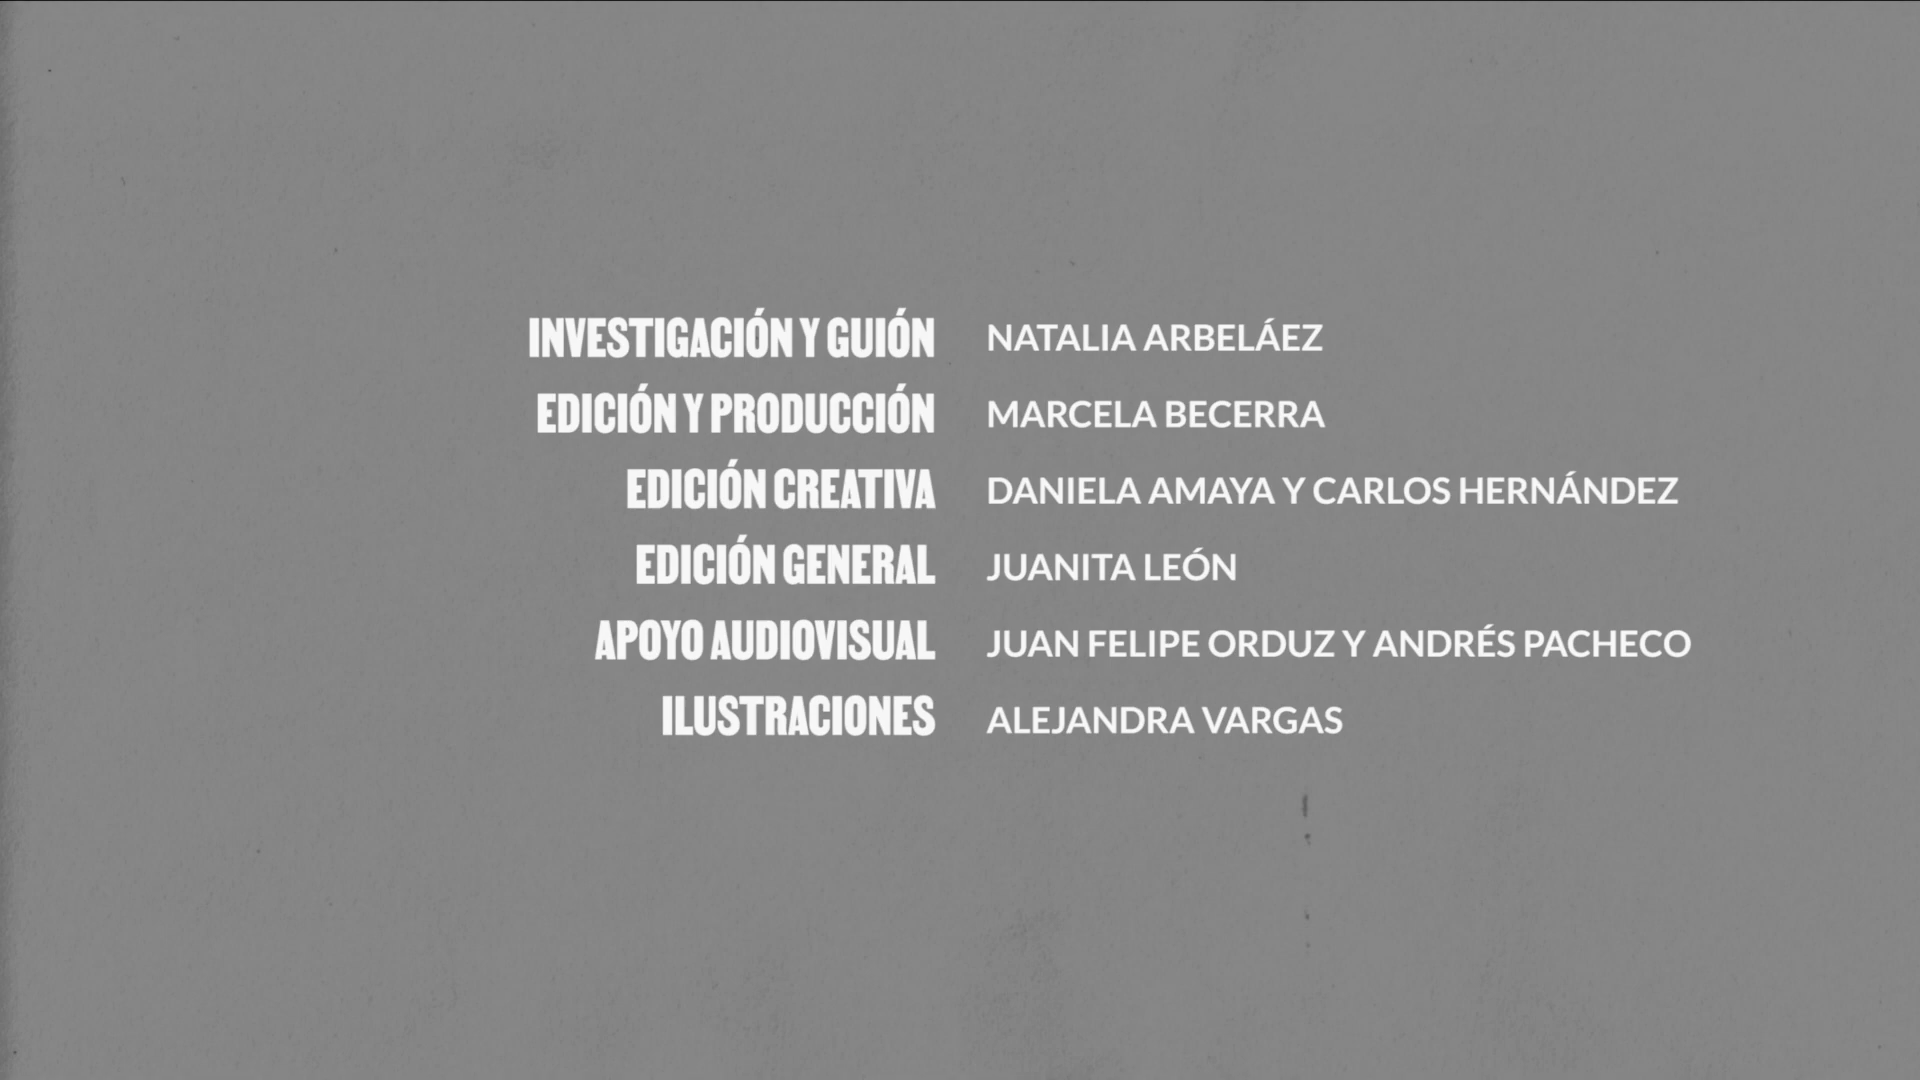 INVESTIGACIÓN Y GUIÓN NATALIA ARBELÁEZ
EDICIÓN Y PRODUCCIÓN MARCELA BECERRA
EDICIÓN CREATIVA DANIELA AMAYA Y CARLOS HERNÁNDEZ
EDICIÓN GENERAL JUANITA LEÓN
APOYO AUDIOVISUAL JUAN FELIPE ORDUZ Y ANDRÉS PACHECO
ILUSTRACIONES ALEJANDRA VARGAS